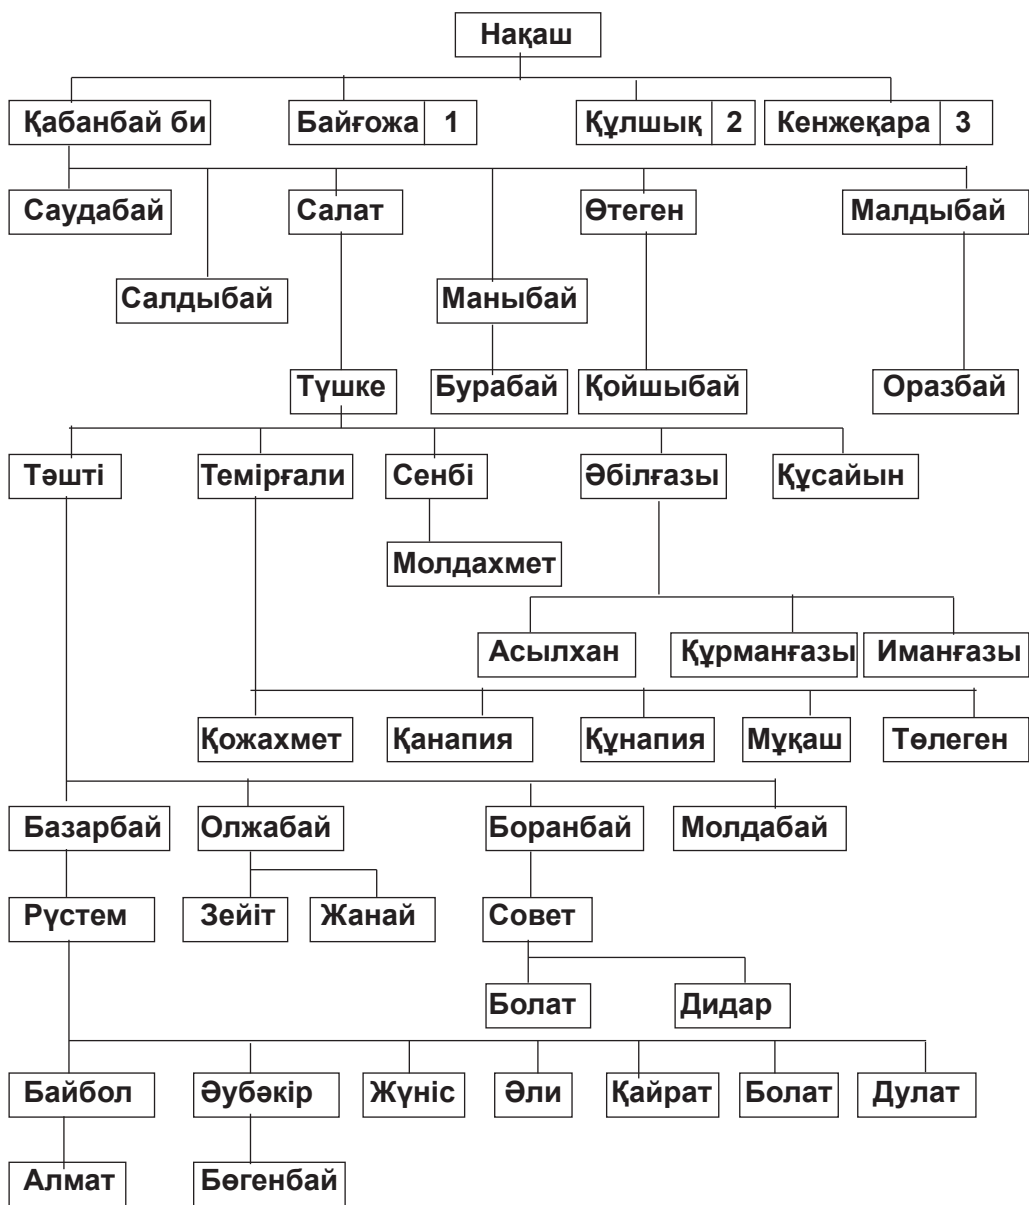 Нақаш
Қабанбай би Байғожа 1 Құлшық 2 Кенжеқара 3
Саудабай Салат Өтеген Малдыбай
Салдыбай Маныбай
Түшке Бурабай Қойшыбай Оразбай
Тәшті Темірғали Сенбі Әбілғазы Құсайын
Молдахмет
Асылхан Құрманғазы Иманғазы
Қожахмет Қанапия Құнапия Мұқаш Төлеген
Базарбай Олжабай Боранбай Молдабай
Рүстем Зейіт Жанай Совет
Болат Дидар
Байбол Әубәкір Жүніс Әли Қайрат Болат Дулат
Алмат Бөгенбай